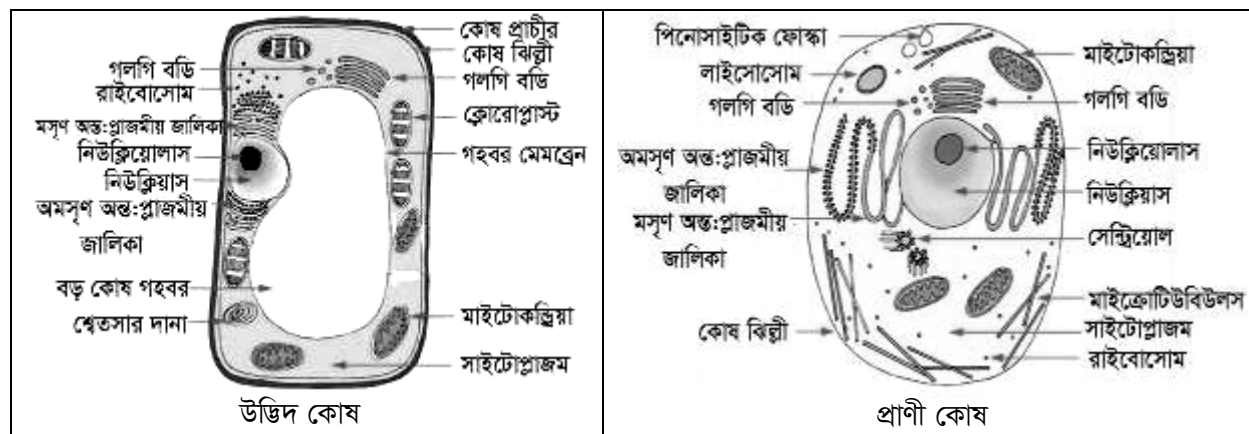 কোষ প্রাচীর
কোষ ঝিল্লী
গলগি বডি
গলগি বডি
রাইবোসোম
ক্লোরোপ্লাস্ট
মসৃণ অন্ত:প্লাজমীয় জালিকা
নিউক্লিয়োলাস
গহবর মেমব্রেন
নিউক্লিয়াস
অমসৃণ অন্ত:প্লাজমীয়
জালিকা
বড় কোষ গহবর
শ্বেতসার দানা
মাইটোকন্ড্রিয়া
সাইটোপ্লাজম
উদ্ভিদ কোষ
পিনোসাইটিক ফোস্কা
মাইটোকন্ড্রিয়া
লাইসোসোম
গলগি বডি
গলগি বডি
অমসৃণ অন্ত:প্লাজমীয়
জালিকা
নিউক্লিয়োলাস
নিউক্লিয়াস
মসৃণ অন্ত:প্লাজমীয়
জালিকা
সেন্ট্রিয়োল
মাইক্রোটিউবিউলস
কোষ ঝিল্লী
সাইটোপ্লাজম
রাইবোসোম
প্রাণী কোষ